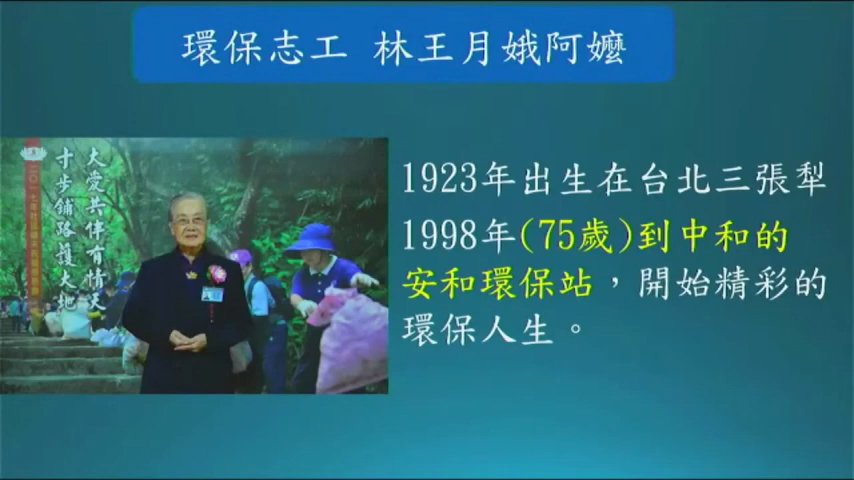 環保志工 林王月娥阿嬤
大愛共伴有情天
十步鋪路護大地
1923年出生在台北三張犁
1998年(75歲)到中和的
安和環保站，開始精彩的
環保人生。